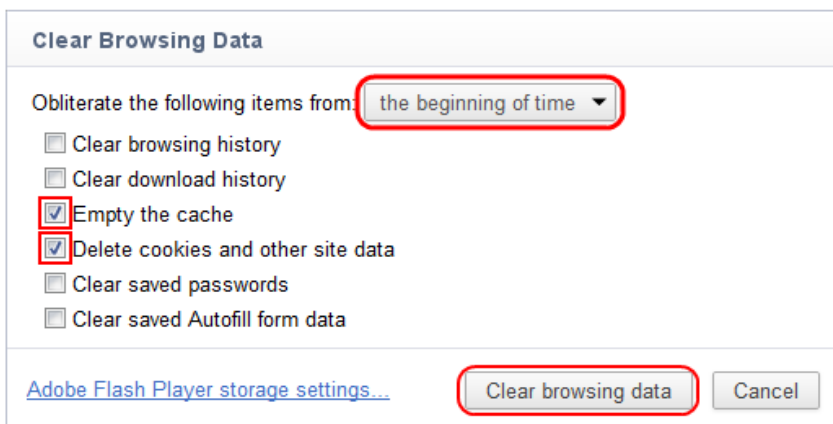 Clear Browsing Data
Obliterate the following items from: the beginning of time
Clear browsing history
Clear download history
Empty the cache
Delete cookies and other site data
Clear saved passwords
Clear saved Autofill form data
Adobe Flash Player storage settings... Clear browsing data Cancel